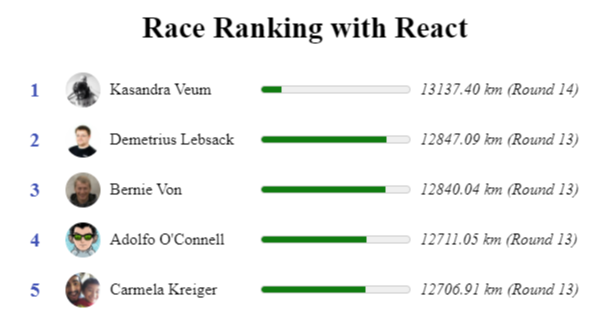 Race Ranking with React
1 Kasandra Veum 13137.40 km (Round 14)
2 Demetrius Lebsack 12847.09 km (Round 13)
3 Bernie Von 12840.04 km (Round 13)
4 Adolfo O'Connell 12711.05 km (Round 13)
5 Carmela Kreiger 12706.91 km (Round 13)